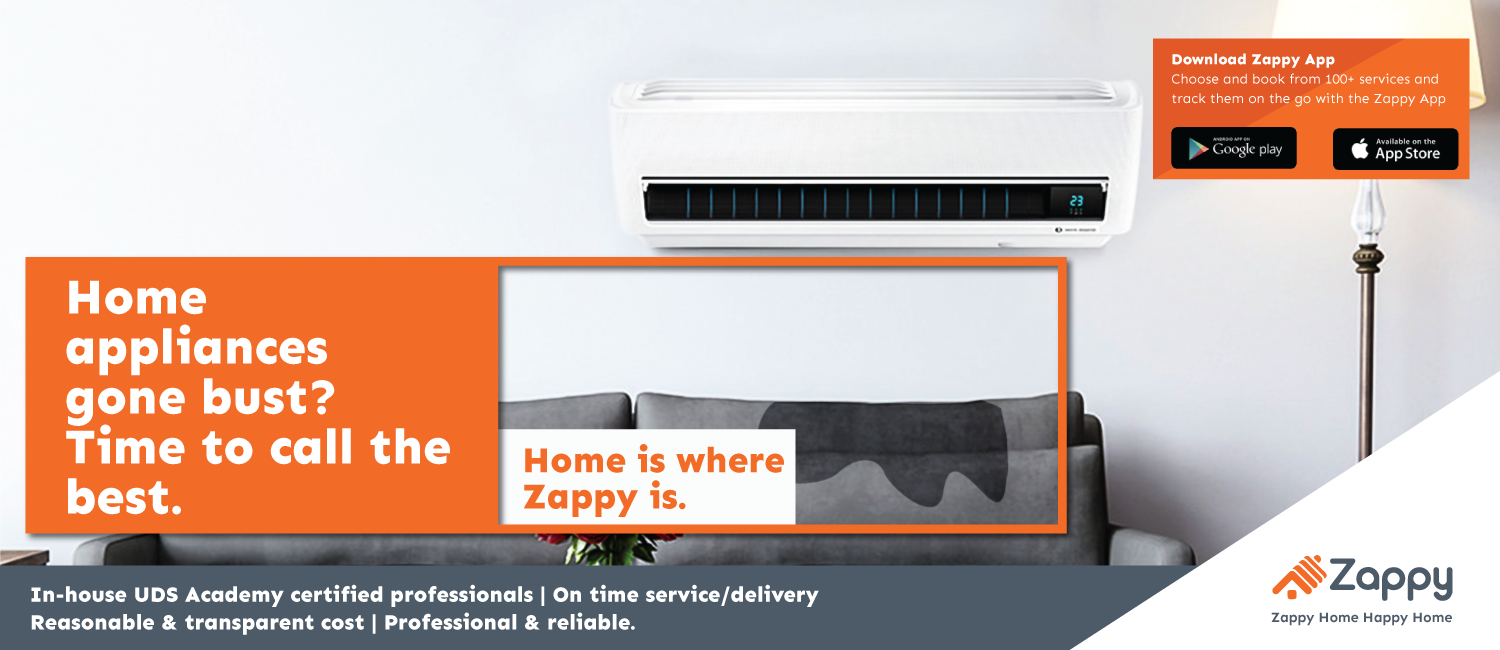 Download Zappy App
Choose and book from 100+ services and
track them on the go with the Zappy App
ANDROID APP ON
Google play
Available on the
App Store
23
Home
appliances
gone bust?
Time to call the
best.
Home is where
Zappy is.
In-house UDS Academy certified professionals | On time service/delivery
Reasonable & transparent cost | Professional & reliable.
Zappy
Zappy Home Happy Home